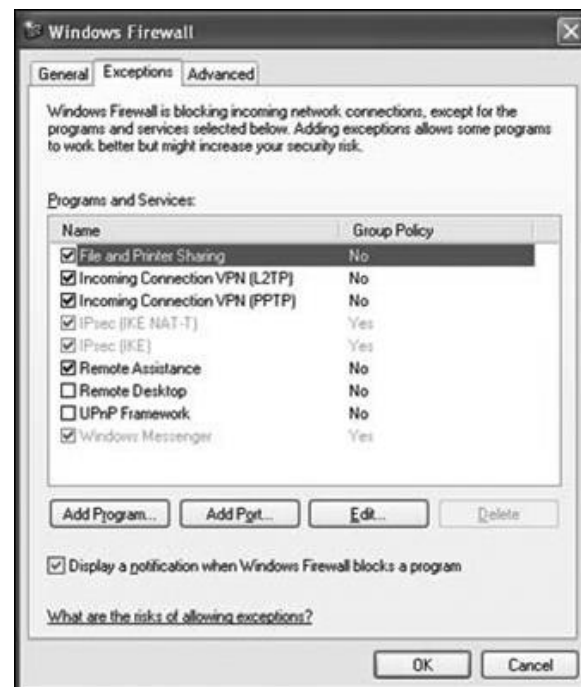 Windows Firewall
General Exceptions Advanced
Windows Firewall is blocking incoming network connections, except for the
programs and services selected below. Adding exceptions allows some programs
to work better but might increase your security risk.
Programs and Services:
Name Group Policy
File and Printer Sharing No
Incoming Connection VPN (L2TP) No
Incoming Connection VPN (PPTP) No
IPsec (IKE NAT-T) Yes
IPsec (IKE) Yes
Remote Assistance No
Remote Desktop No
UPnP Framework No
Windows Messenger Yes
Add Program... Add Port... Edit... Delete
Display a notification when Windows Firewall blocks a program
What are the risks of allowing exceptions?
OK Cancel